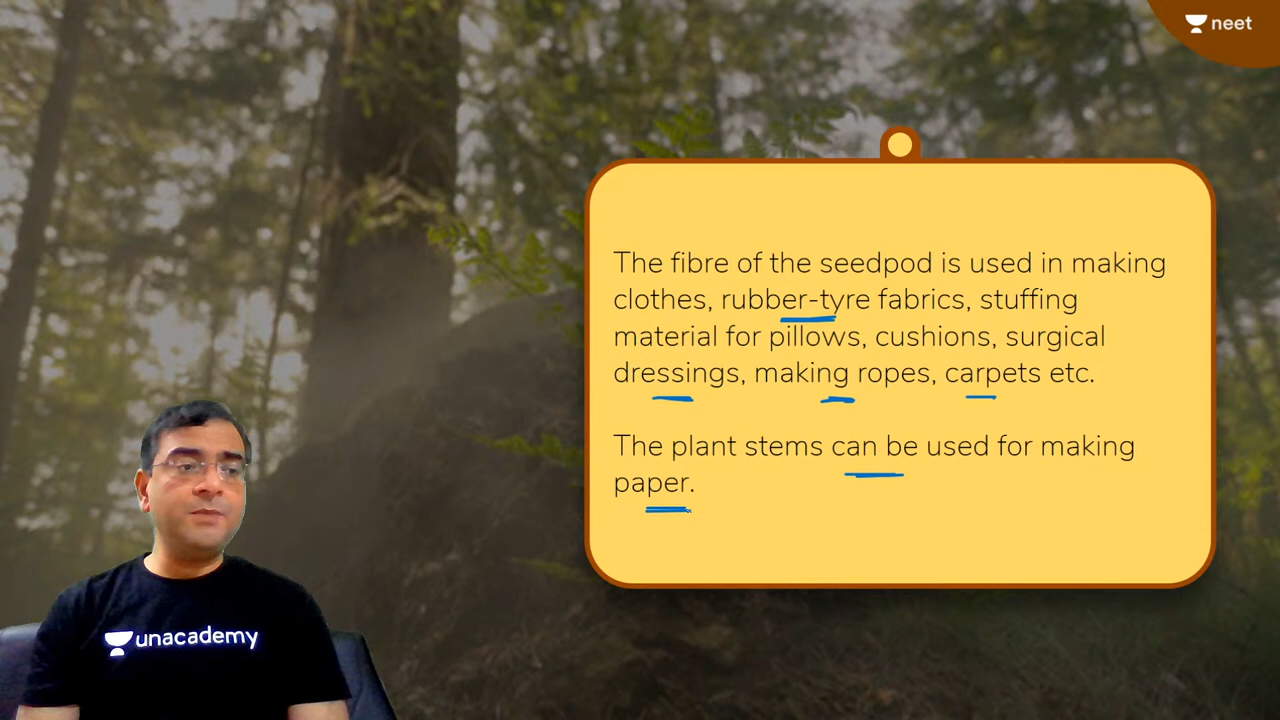 neet
The fibre of the seedpod is used in making
clothes, rubber-tyre fabrics, stuffing
material for pillows, cushions, surgical
dressings, making ropes, carpets etc.
The plant stems can be used for making
paper.
unacademy